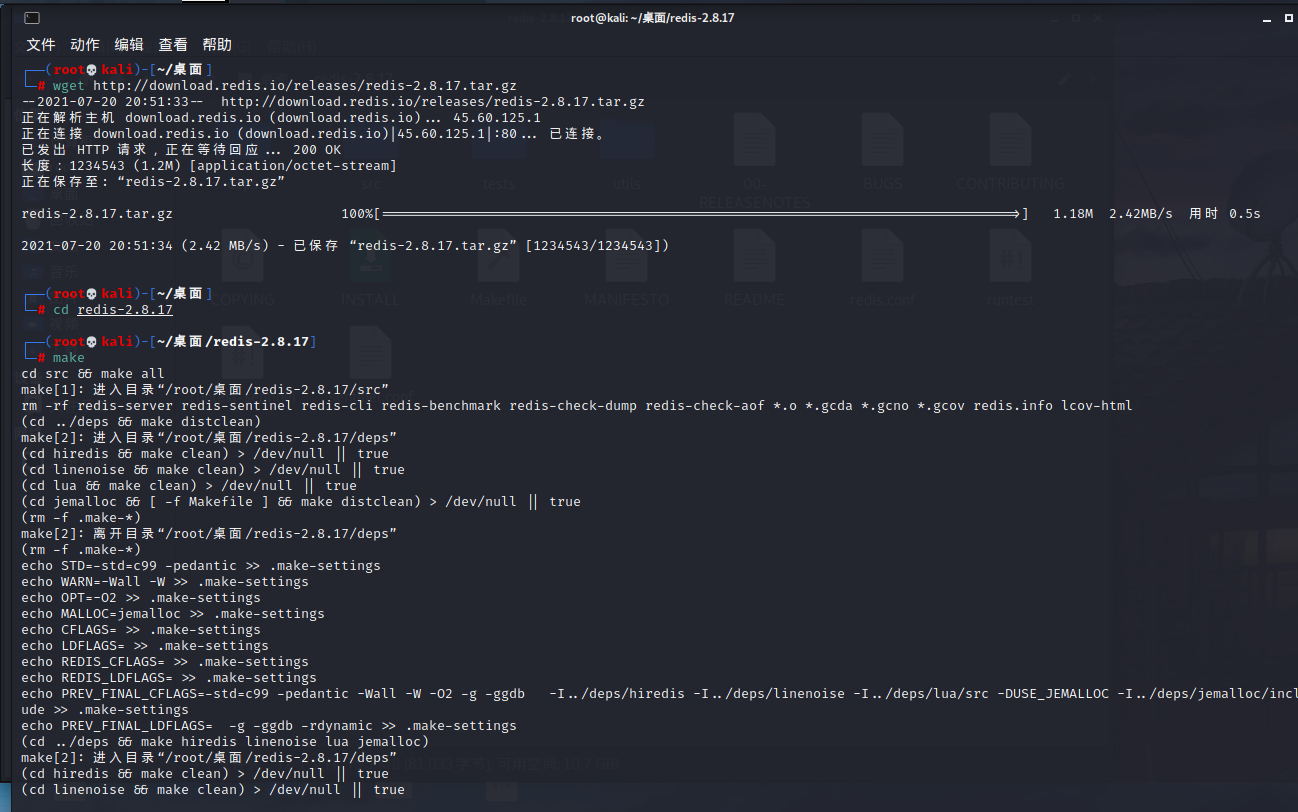 root@kali: ~/桌面/redis-2.8.17
文件 动作 编辑 查看 帮助
(root💀kali)-[~/桌面]
# wget http://download.redis.io/releases/redis-2.8.17.tar.gz
--2021-07-20 20:51:33--  http://download.redis.io/releases/redis-2.8.17.tar.gz
正在解析主机 download.redis.io (download.redis.io)... 45.60.125.1
正在连接 download.redis.io (download.redis.io)|45.60.125.1|:80... 已连接。
已发出 HTTP 请求，正在等待回应... 200 OK
长度：1234543 (1.2M) [application/octet-stream]
正在保存至: “redis-2.8.17.tar.gz”
redis-2.8.17.tar.gz 100%[===================>] 1.18M 2.42MB/s 用时 0.5s
2021-07-20 20:51:34 (2.42 MB/s) - 已保存 “redis-2.8.17.tar.gz” [1234543/1234543])
(root💀kali)-[~/桌面]
# cd redis-2.8.17
(root💀kali)-[~/桌面/redis-2.8.17]
# make
cd src && make all
make[1]: 进入目录“/root/桌面/redis-2.8.17/src”
rm -rf redis-server redis-sentinel redis-cli redis-benchmark redis-check-dump redis-check-aof *.o *.gcda *.gcno *.gcov redis.info lcov-html
(cd ../deps && make distclean)
make[2]: 进入目录“/root/桌面/redis-2.8.17/deps”
(cd hiredis && make clean) > /dev/null || true
(cd linenoise && make clean) > /dev/null || true
(cd lua && make clean) > /dev/null || true
(cd jemalloc && [ -f Makefile ] && make distclean) > /dev/null || true
(rm -f .make-*)
make[2]: 离开目录“/root/桌面/redis-2.8.17/deps”
(rm -f .make-*)
echo STD=-std=c99 -pedantic >> .make-settings
echo WARN=-Wall -W >> .make-settings
echo OPT=-O2 >> .make-settings
echo MALLOC=jemalloc >> .make-settings
echo CFLAGS= >> .make-settings
echo LDFLAGS= >> .make-settings
echo REDIS_CFLAGS= >> .make-settings
echo REDIS_LDFLAGS= >> .make-settings
echo PREV_FINAL_CFLAGS=-std=c99 -pedantic -Wall -W -O2 -g -ggdb   -I../deps/hiredis -I../deps/linenoise -I../deps/lua/src -DUSE_JEMALLOC -I../deps/jemalloc/incl
ude >> .make-settings
echo PREV_FINAL_LDFLAGS=  -g -ggdb -rdynamic >> .make-settings
(cd ../deps && make hiredis linenoise lua jemalloc)
make[2]: 进入目录“/root/桌面/redis-2.8.17/deps”
(cd hiredis && make clean) > /dev/null || true
(cd linenoise && make clean) > /dev/null || true
src tests utils 00-RELEASENOTES BUGS CONTRIBUTING
音乐
COPYING INSTALL Makefile MANIFESTO README redis.conf runtest